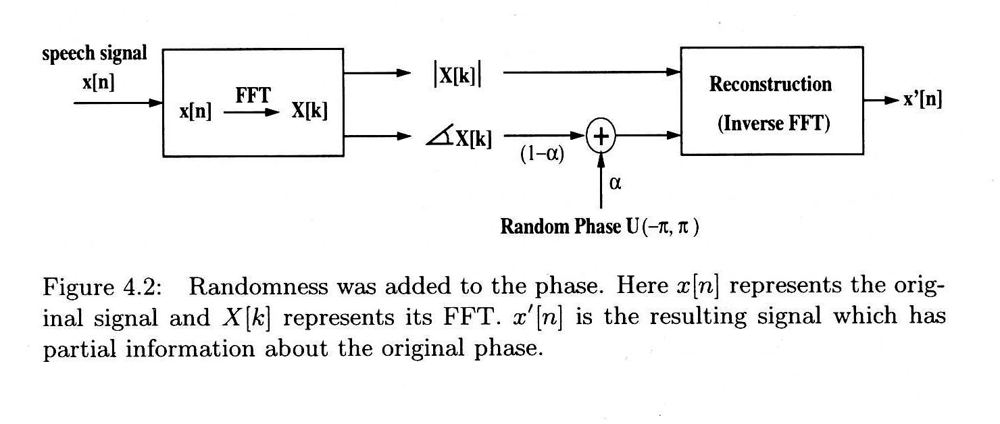 speech signal
x[n]
x[n] FFT X[k]
|X[k]|
∡X[k]
(1–α)
+
α
Random Phase U(–π, π )
Reconstruction
(Inverse FFT)
x’[n]
Figure 4.2: Randomness was added to the phase. Here x[n] represents the orig-
inal signal and X[k] represents its FFT. x′[n] is the resulting signal which has
partial information about the original phase.